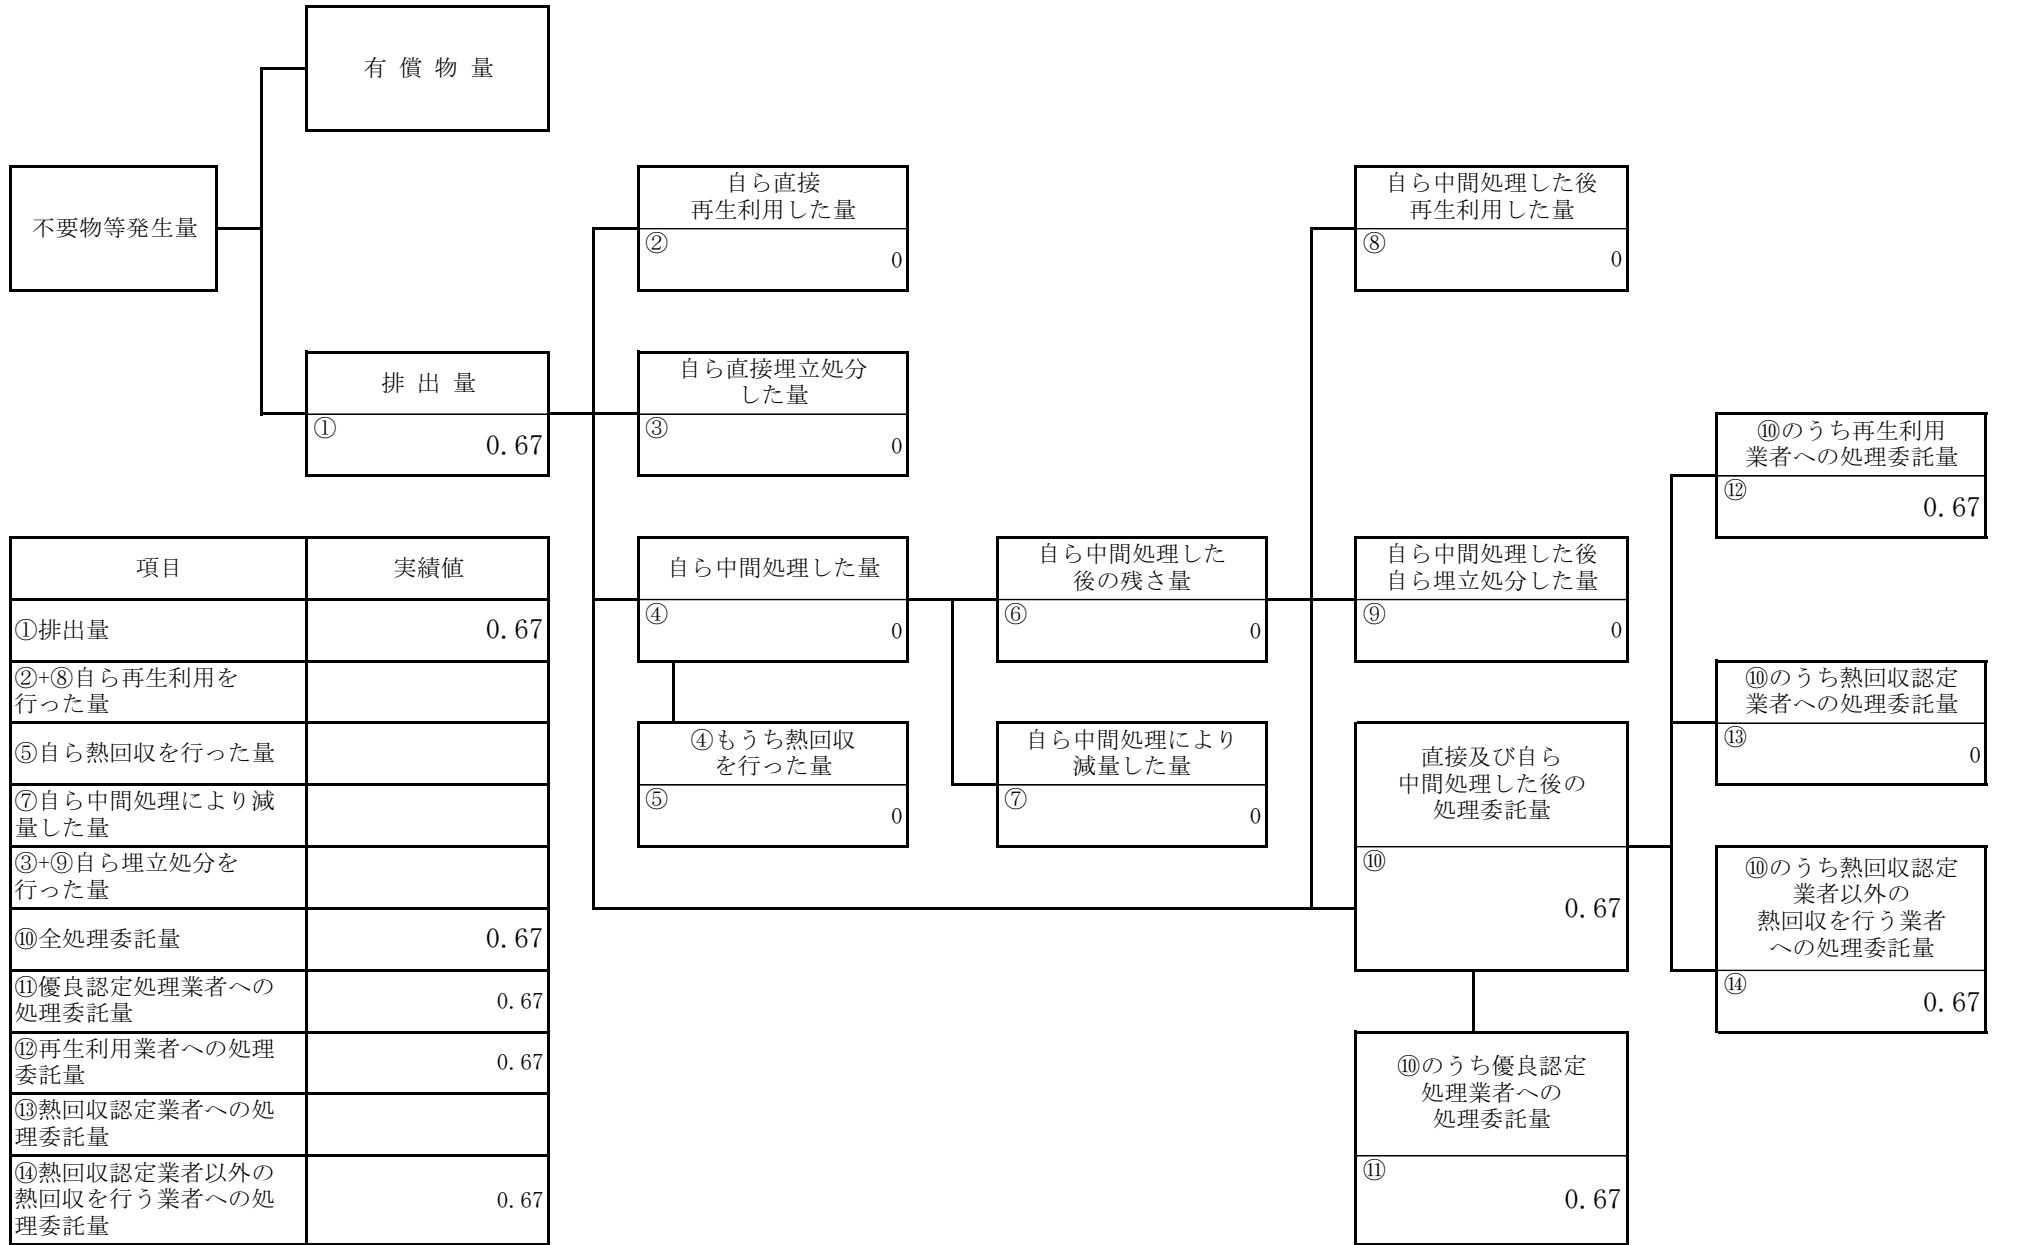 有 償 物 量
不要物等発生量
排 出 量
①
0.67
自ら直接
再生利用した量
②
0
自ら直接埋立処分
した量
③
0
自ら中間処理した量
④
0
④もうち熱回収
を行った量
⑤
0
自ら中間処理した
後の残さ量
⑥
0
自ら中間処理により
減量した量
⑦
0
自ら中間処理した後
再生利用した量
⑧
0
自ら中間処理した後
自ら埋立処分した量
⑨
0
直接及び自ら
中間処理した後の
処理委託量
⑩
0.67
⑩のうち優良認定
処理業者への
処理委託量
⑪
0.67
⑩のうち再生利用
業者への処理委託量
⑫
0.67
⑩のうち熱回収認定
業者への処理委託量
⑬
0
⑩のうち熱回収認定
業者以外の
熱回収を行う業者
への処理委託量
⑭
0.67
項目 実績値
①排出量 0.67
②+⑧自ら再生利用を
行った量
⑤自ら熱回収を行った量
⑦自ら中間処理により減
量した量
③+⑨自ら埋立処分を
行った量
⑩全処理委託量 0.67
⑪優良認定処理業者への
処理委託量
0.67
⑫再生利用業者への処理
委託量
0.67
⑬熱回収認定業者への処
理委託量
⑭熱回収認定業者以外の
熱回収を行う業者への処
理委託量
0.67